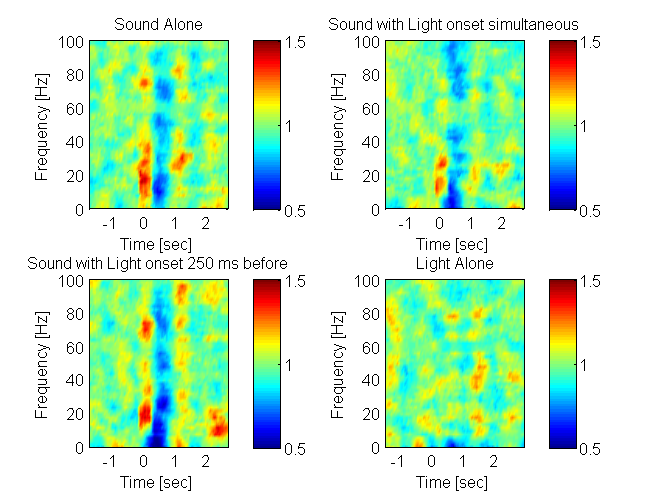 Sound Alone
100
80
60
40
20
0
Frequency [Hz]
-1 0 1 2
Time [sec]
1.5
1
0.5
Sound with Light onset simultaneous
100
80
60
40
20
0
Frequency [Hz]
-1 0 1 2
Time [sec]
1.5
1
0.5
Sound with Light onset 250 ms before
100
80
60
40
20
0
Frequency [Hz]
-1 0 1 2
Time [sec]
1.5
1
0.5
Light Alone
100
80
60
40
20
0
Frequency [Hz]
-1 0 1 2
Time [sec]
1.5
1
0.5